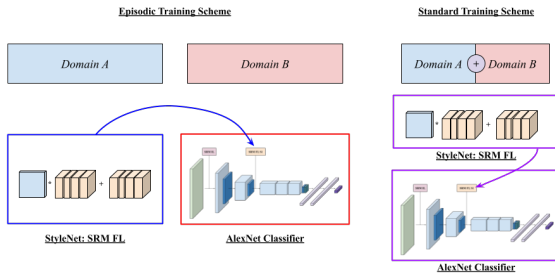 Episodic Training Scheme
Standard Training Scheme
Domain A
Domain B
Domain A
+
Domain B
*
+
StyleNet: SRM FL
AlexNet Classifier
*
+
StyleNet: SRM FL
AlexNet Classifier